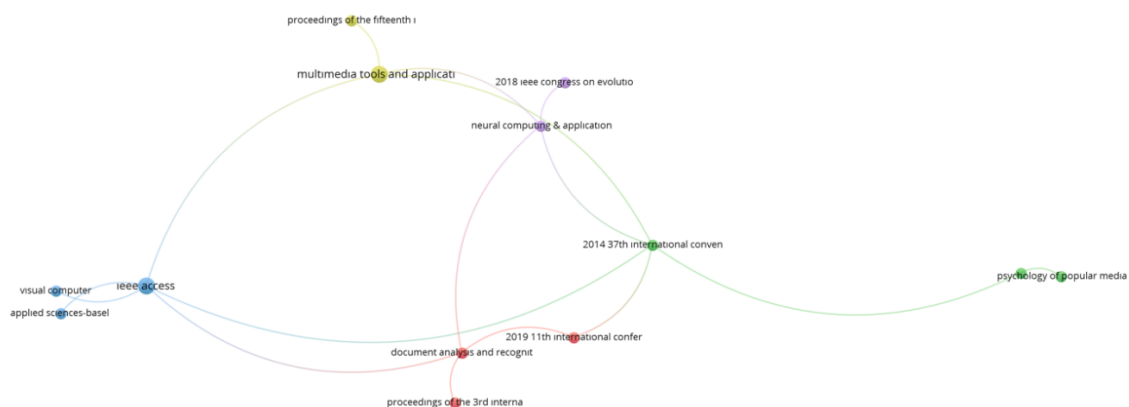 proceedings of the fifteenth i
multimedia tools and applicati
2018 ieee congress on evolutio
neural computing & application
2014 37th international conven
psychology of popular media
ieee access
visual computer
applied sciences-basel
2019 11th international confer
document analysis and recognit
proceedings of the 3rd interna